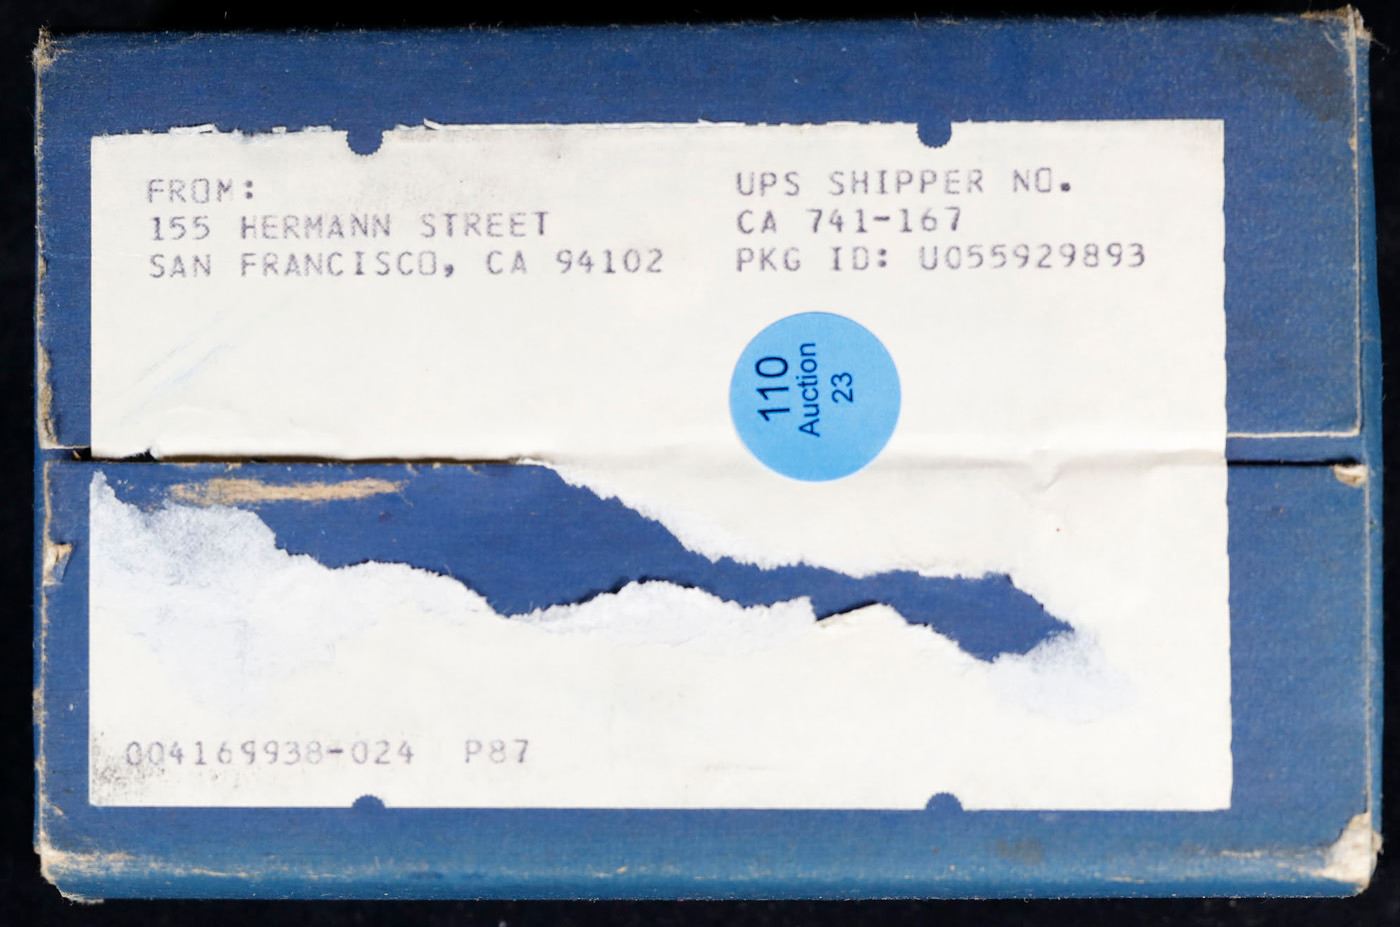 FROM:
155 HERMANN STREET
SAN FRANCISCO, CA 94102
UPS SHIPPER NO.
CA 741-167
PKG ID: U055929893
110
Auction
23
004169938-024 P87